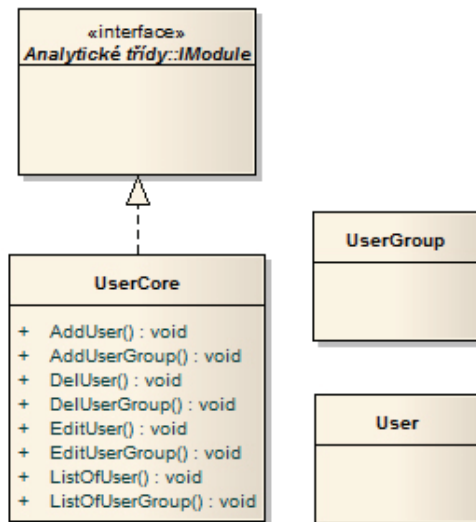 «interface»
Analytické třídy::IModule
UserCore
+ AddUser() : void
+ AddUserGroup() : void
+ DelUser() : void
+ DelUserGroup() : void
+ EditUser() : void
+ EditUserGroup() : void
+ ListOfUser() : void
+ ListOfUserGroup() : void
UserGroup
User